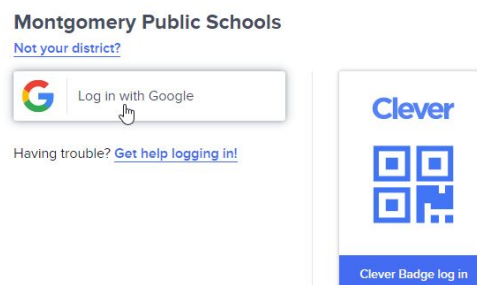 Montgomery Public Schools
Not your district?
Log in with Google
Having trouble? Get help logging in!
Clever
Clever Badge log in